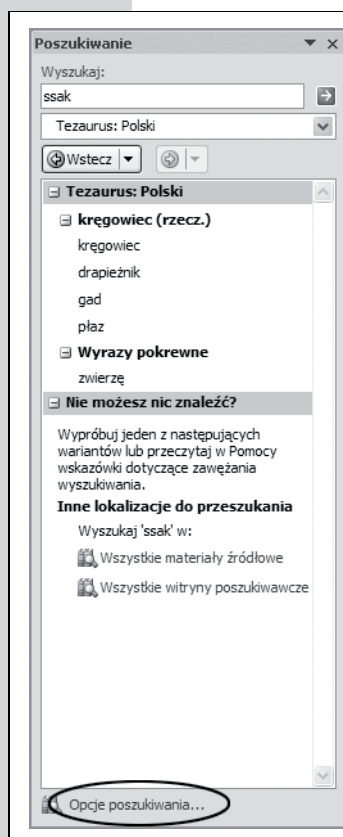 Poszukiwanie
Wyszukaj:
ssak
Tezaurus: Polski
Wstecz
Tezaurus: Polski
kręgowiec (rzecz.)
kręgowiec
drapieżnik
gad
płaz
Wyrazy pokrewne
zwierzę
Nie możesz nic znaleźć?
Wypróbuj jeden z następujących
wariantów lub przeczytaj w Pomocy
wskazówki dotyczące zawężania
wyszukiwania.
Inne lokalizacje do przeszukania
Wyszukaj 'ssak' w:
Wszystkie materiały źródłowe
Wszystkie witryny poszukiwawcze
Opcje poszukiwania...